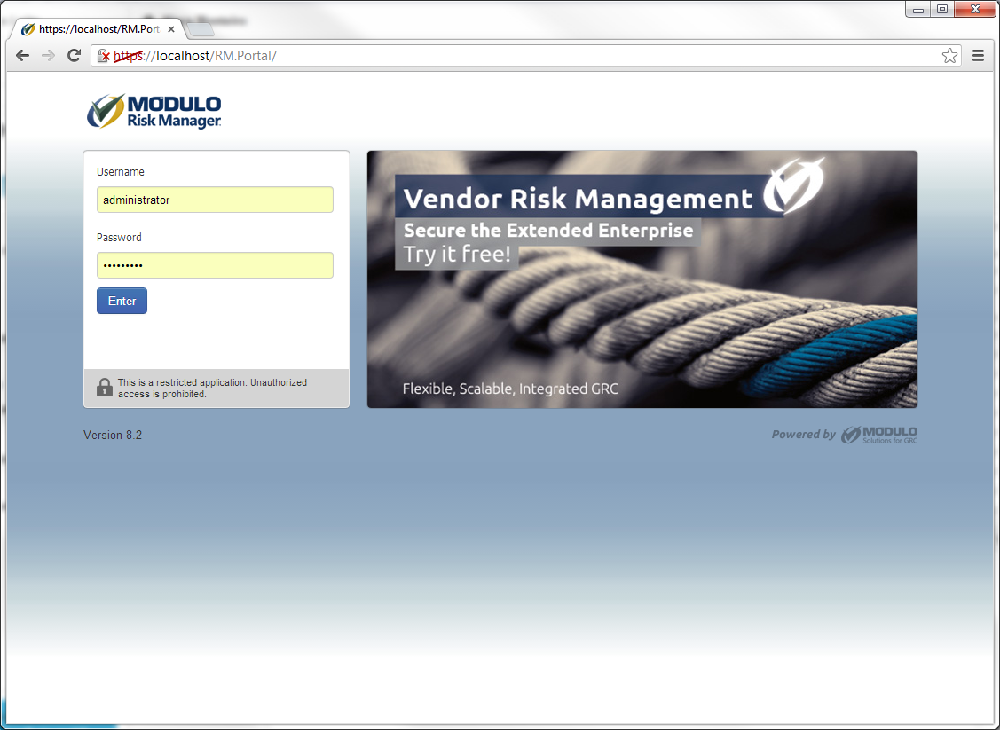 https://localhost/RM.Port
https://localhost/RM.Portal/
MODULO
Risk Manager
Username
administrator
Password
•••••••••
Enter
This is a restricted application. Unauthorized
access is prohibited.
Vendor Risk Management
Secure the Extended Enterprise
Try it free!
Flexible, Scalable, Integrated GRC
Version 8.2
Powered by MODULO
Solutions for GRC